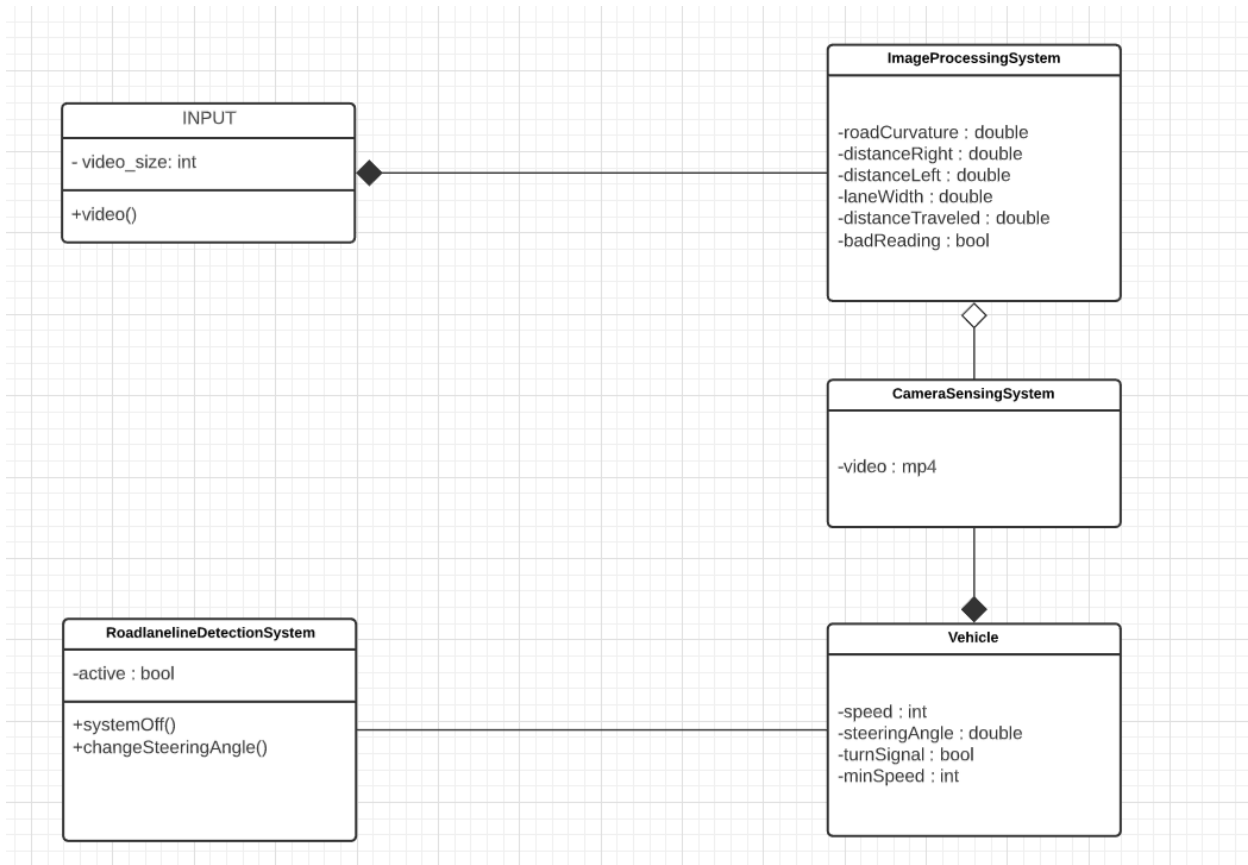 INPUT
- video_size: int
+video()
ImageProcessingSystem
-roadCurvature : double
-distanceRight : double
-distanceLeft : double
-laneWidth : double
-distanceTraveled : double
-badReading : bool
CameraSensingSystem
-video : mp4
RoadlanelineDetectionSystem
-active : bool
+systemOff()
+changeSteeringAngle()
Vehicle
-speed : int
-steeringAngle : double
-turnSignal : bool
-minSpeed : int